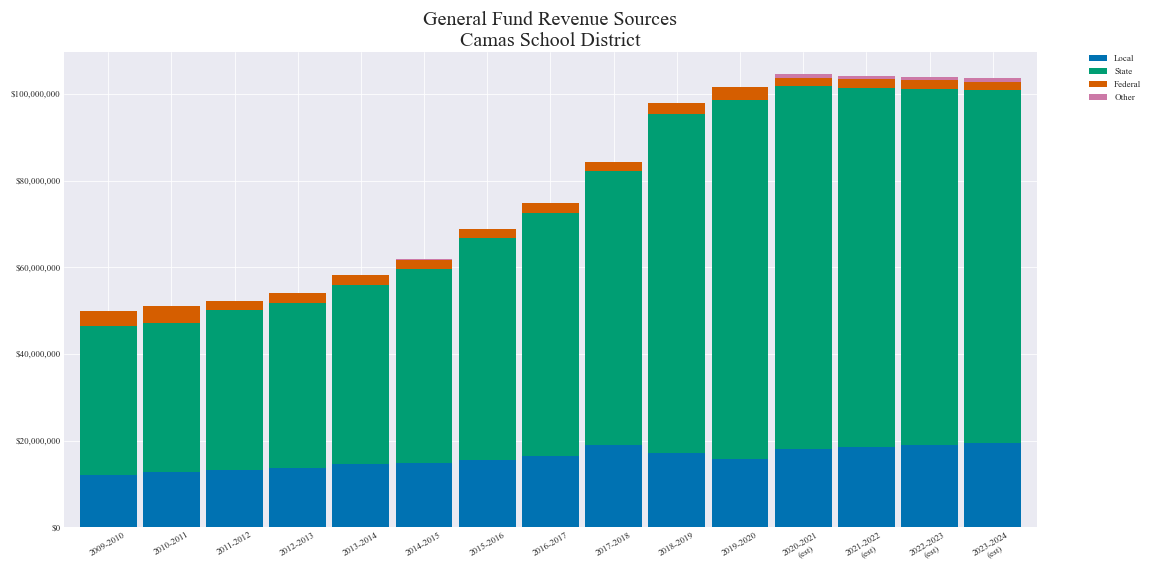 General Fund Revenue Sources
Camas School District
Local
State
Federal
Other
$100,000,000
$80,000,000
$60,000,000
$40,000,000
$20,000,000
$0
2009-2010
2010-2011
2011-2012
2012-2013
2013-2014
2014-2015
2015-2016
2016-2017
2017-2018
2018-2019
2019-2020
2020-2021
(est)
2021-2022
(est)
2022-2023
(est)
2023-2024
(est)